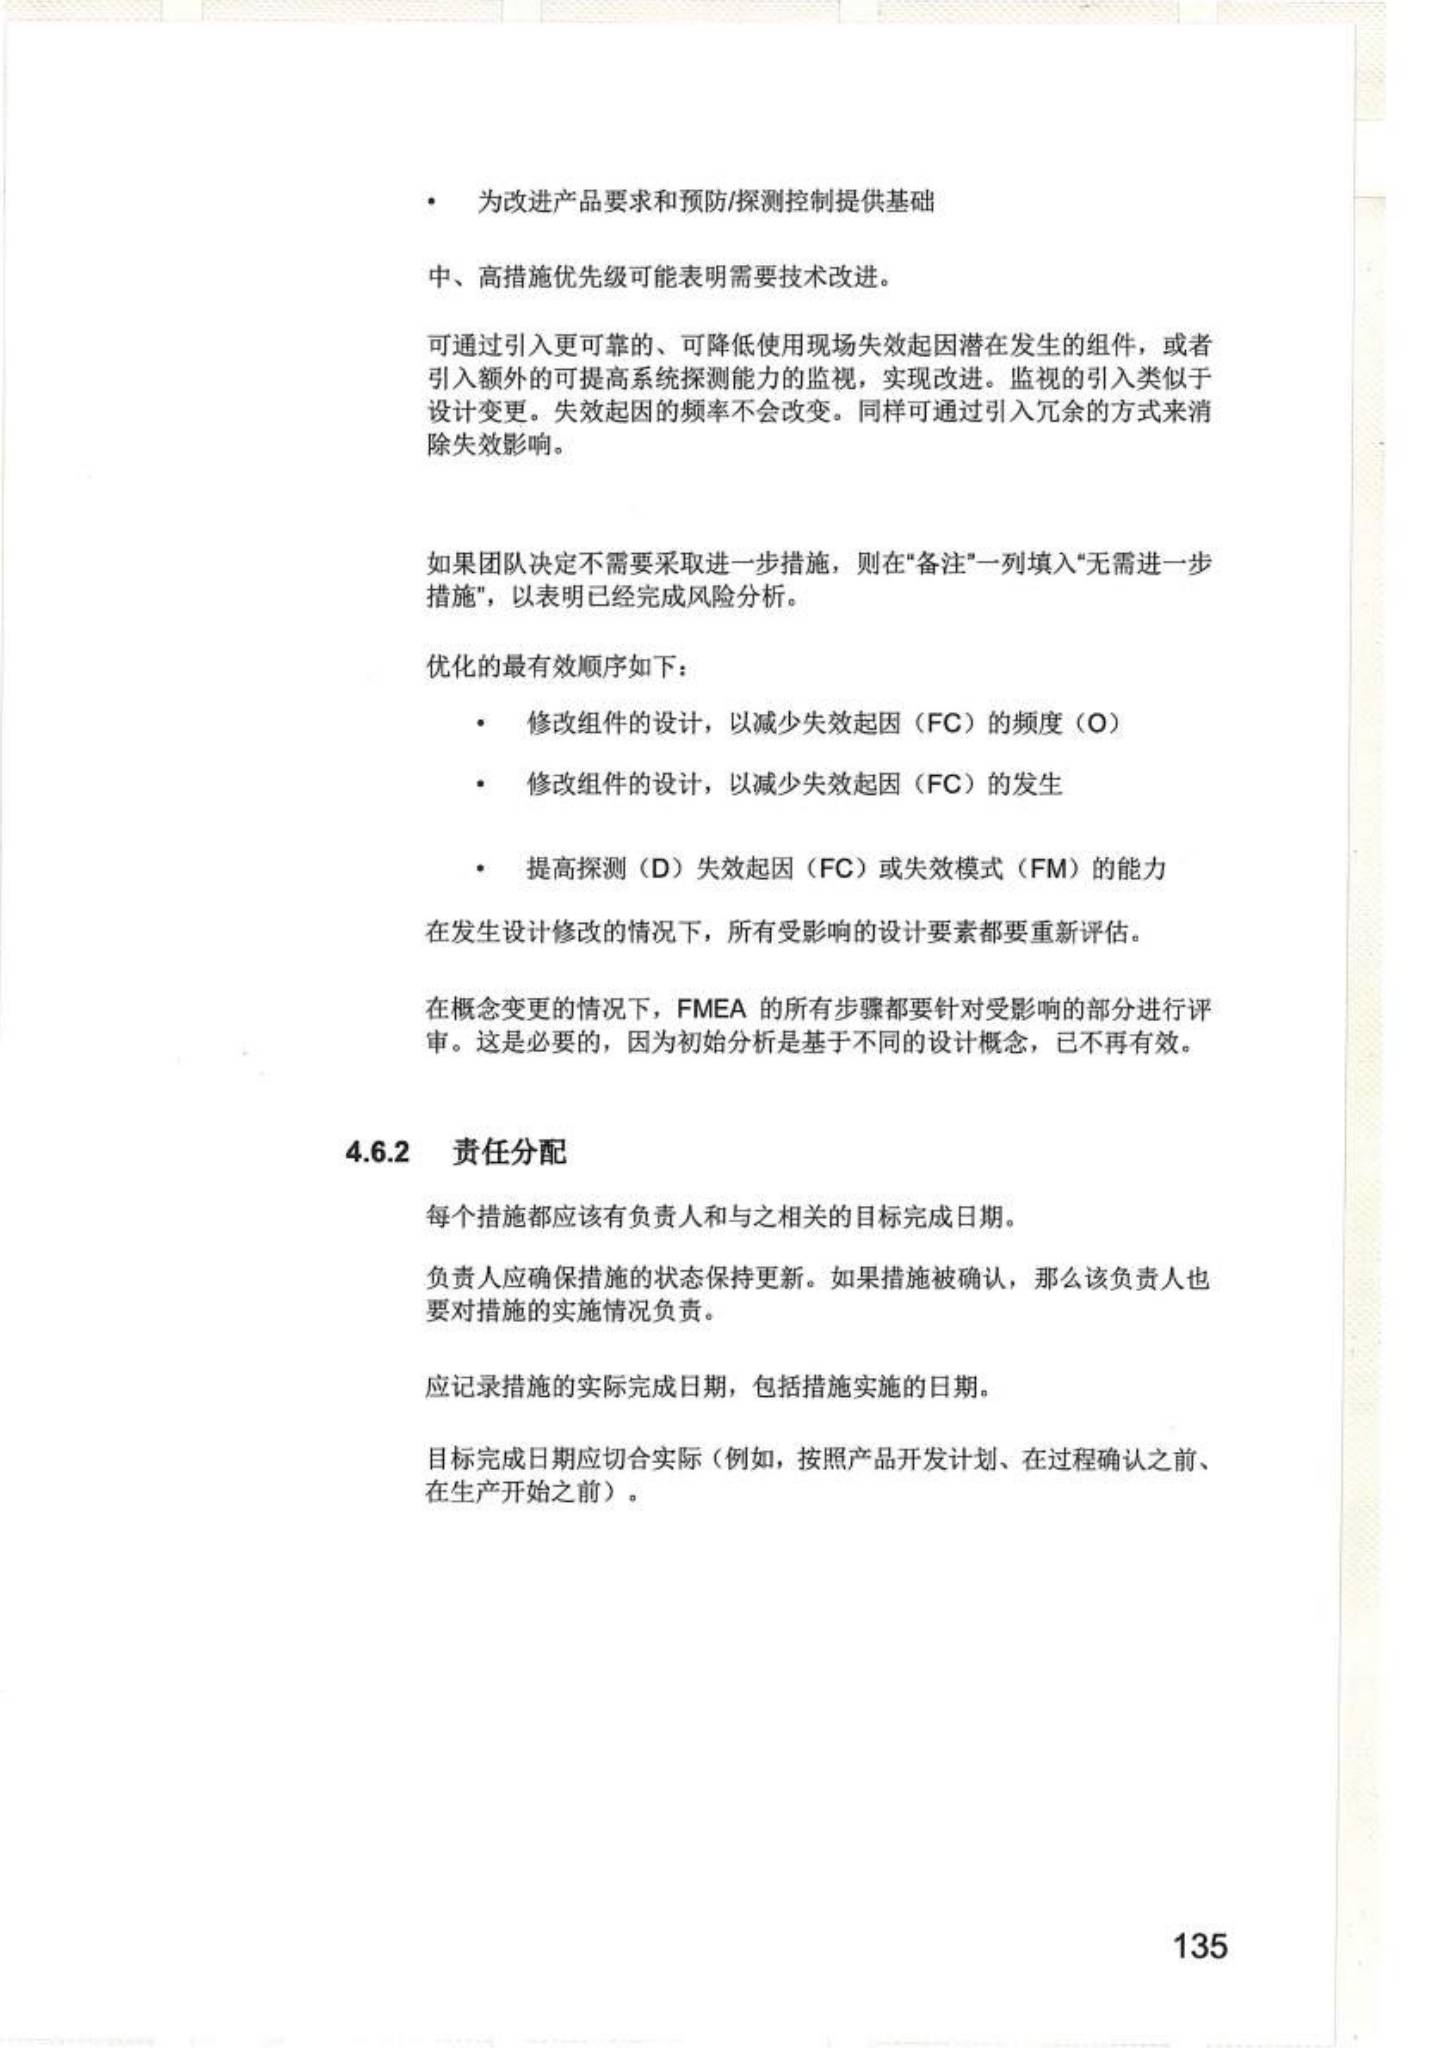 • 为改进产品要求和预防/探测控制提供基础
中、高措施优先级可能表明需要技术改进。
可通过引入更可靠的、可降低使用现场失效起因潜在发生的组件，或者
引入额外的可提高系统探测能力的监视，实现改进。监视的引入类似于
设计变更。失效起因的频率不会改变。同样可通过引入冗余的方式来消
除失效影响。
如果团队决定不需要采取进一步措施，则在“备注”一列填入“无需进一步
措施”，以表明已经完成风险分析。
优化的最有效顺序如下：
• 修改组件的设计，以减少失效起因（FC）的频度（O）
• 修改组件的设计，以减少失效起因（FC）的发生
• 提高探测（D）失效起因（FC）或失效模式（FM）的能力
在发生设计修改的情况下，所有受影响的设计要素都要重新评估。
在概念变更的情况下，FMEA 的所有步骤都要针对受影响的部分进行评
审。这是必要的，因为初始分析是基于不同的设计概念，已不再有效。
4.6.2 责任分配
每个措施都应该有负责人和与之相关的目标完成日期。
负责人应确保措施的状态保持更新。如果措施被确认，那么该负责人也
要对措施的实施情况负责。
应记录措施的实际完成日期，包括措施实施的日期。
目标完成日期应切合实际（例如，按照产品开发计划、在过程确认之前、
在生产开始之前）。
135